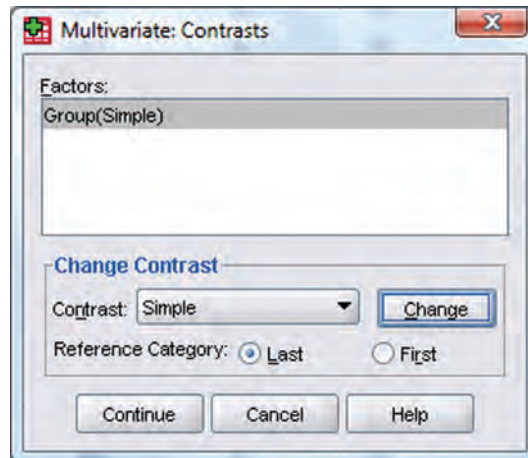 Multivariate: Contrasts
Factors:
Group(Simple)
Change Contrast
Contrast: Simple Change
Reference Category: Last First
Continue Cancel Help